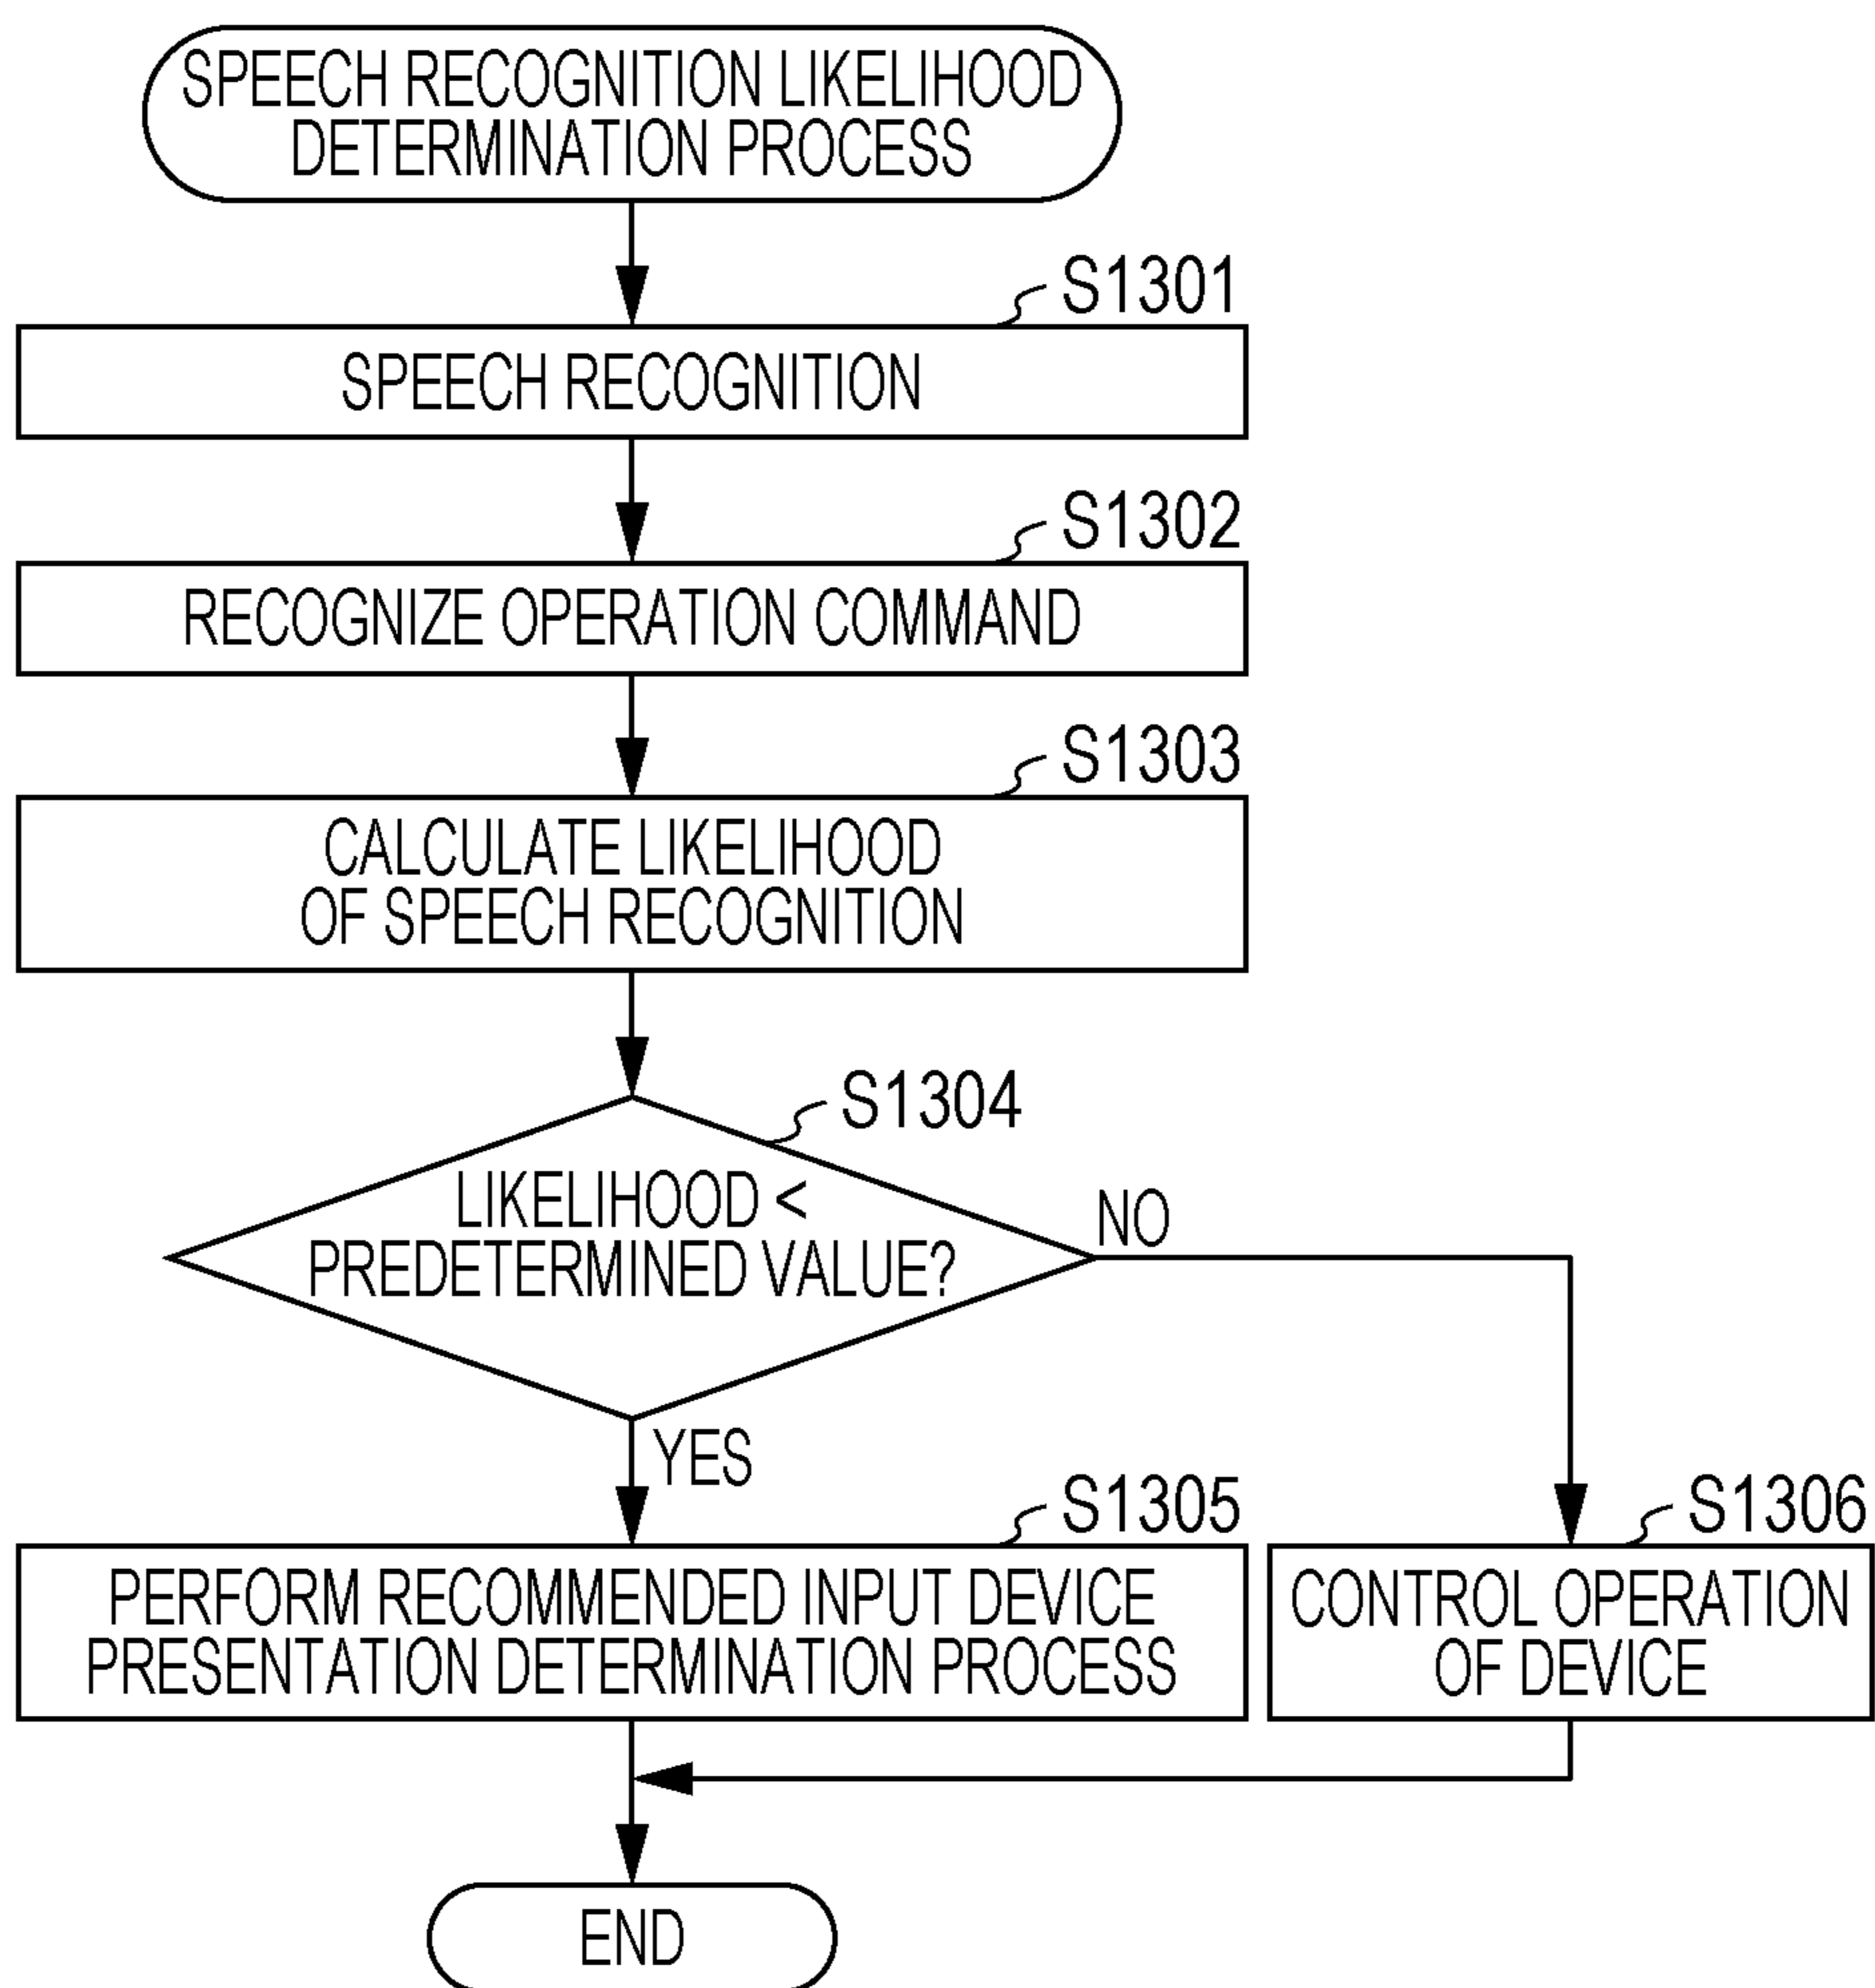 SPEECH RECOGNITION LIKELIHOOD
DETERMINATION PROCESS
S1301
SPEECH RECOGNITION
S1302
RECOGNIZE OPERATION COMMAND
S1303
CALCULATE LIKELIHOOD
OF SPEECH RECOGNITION
S1304
LIKELIHOOD <
PREDETERMINED VALUE?
NO
YES
S1305
PERFORM RECOMMENDED INPUT DEVICE
PRESENTATION DETERMINATION PROCESS
S1306
CONTROL OPERATION
OF DEVICE
END